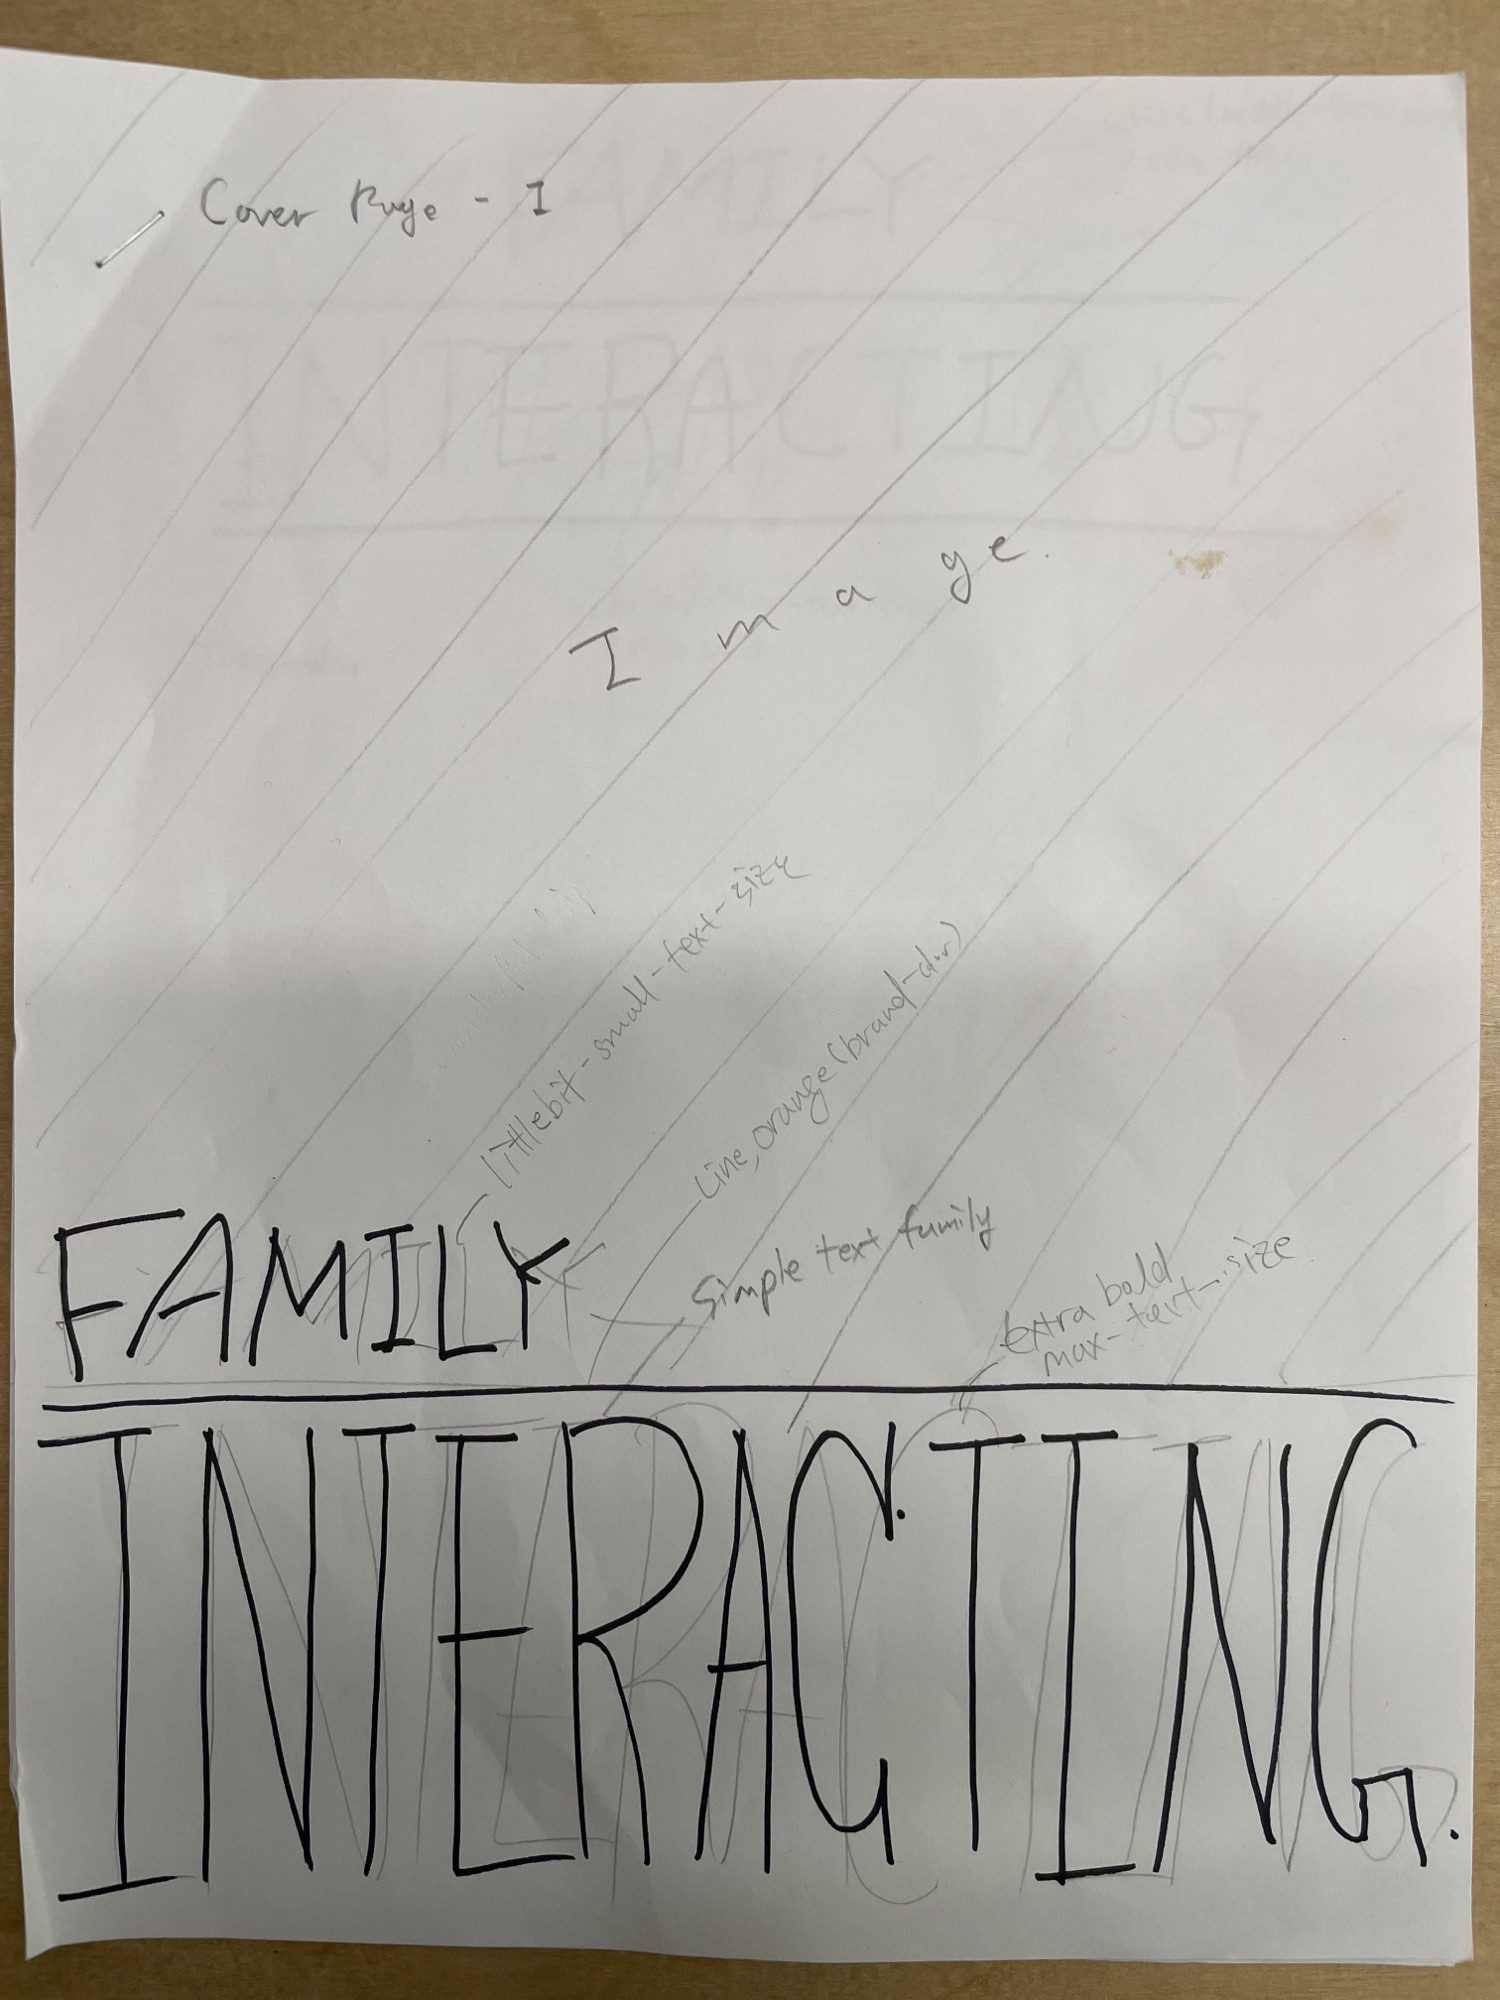 Cover Page - I
I m a ge.
littlebit-small-text-size
Line, orange (brand-clr)
Simple text family
extra bold
max-text-size
FAMILY
INTERACTING.